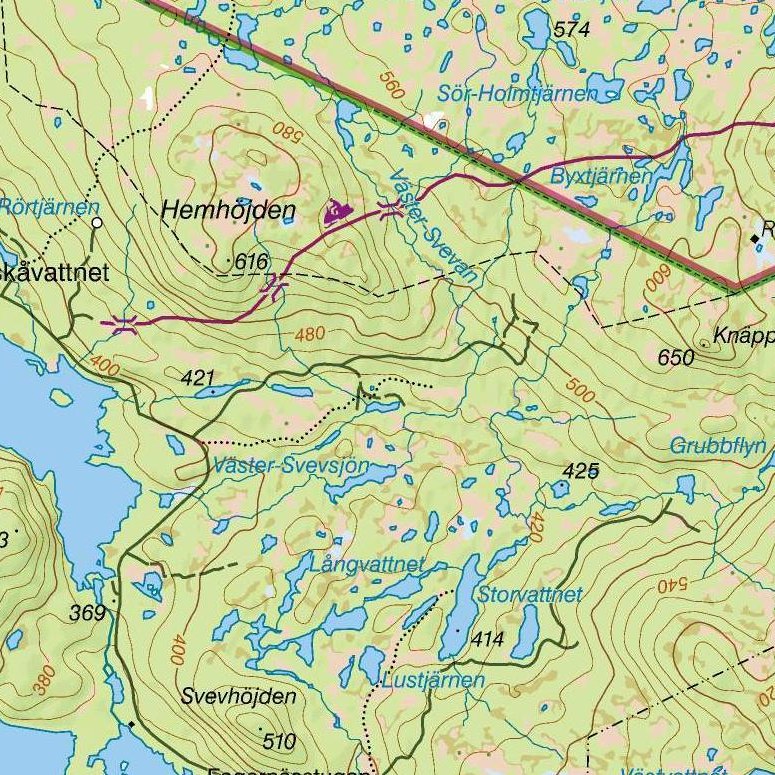 574
560
Sör-Holmtjärnen
580
Byxtjärnen
Väster-Svevan
Rörtjärnen
Hemhöjden
616
600
skåvattnet
480
Knäpp
650
400
421
500
Grubbflyn
Väster-Svevsjön
425
420
Långvattnet
540
Storvattnet
369
414
400
380
Lustjärnen
Svevhöjden
510